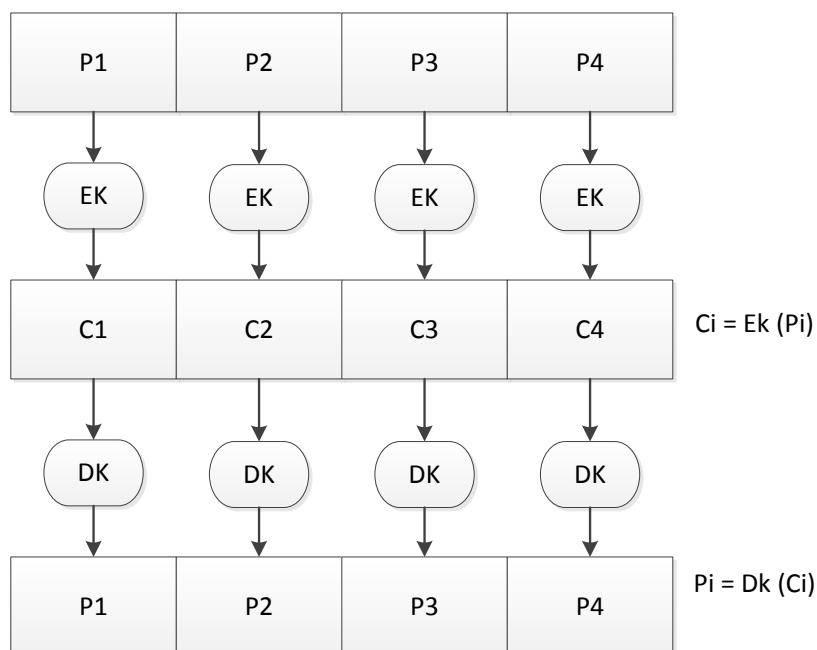 P1 P2 P3 P4
EK EK EK EK
C1 C2 C3 C4 Ci = Ek (Pi)
DK DK DK DK
P1 P2 P3 P4 Pi = Dk (Ci)